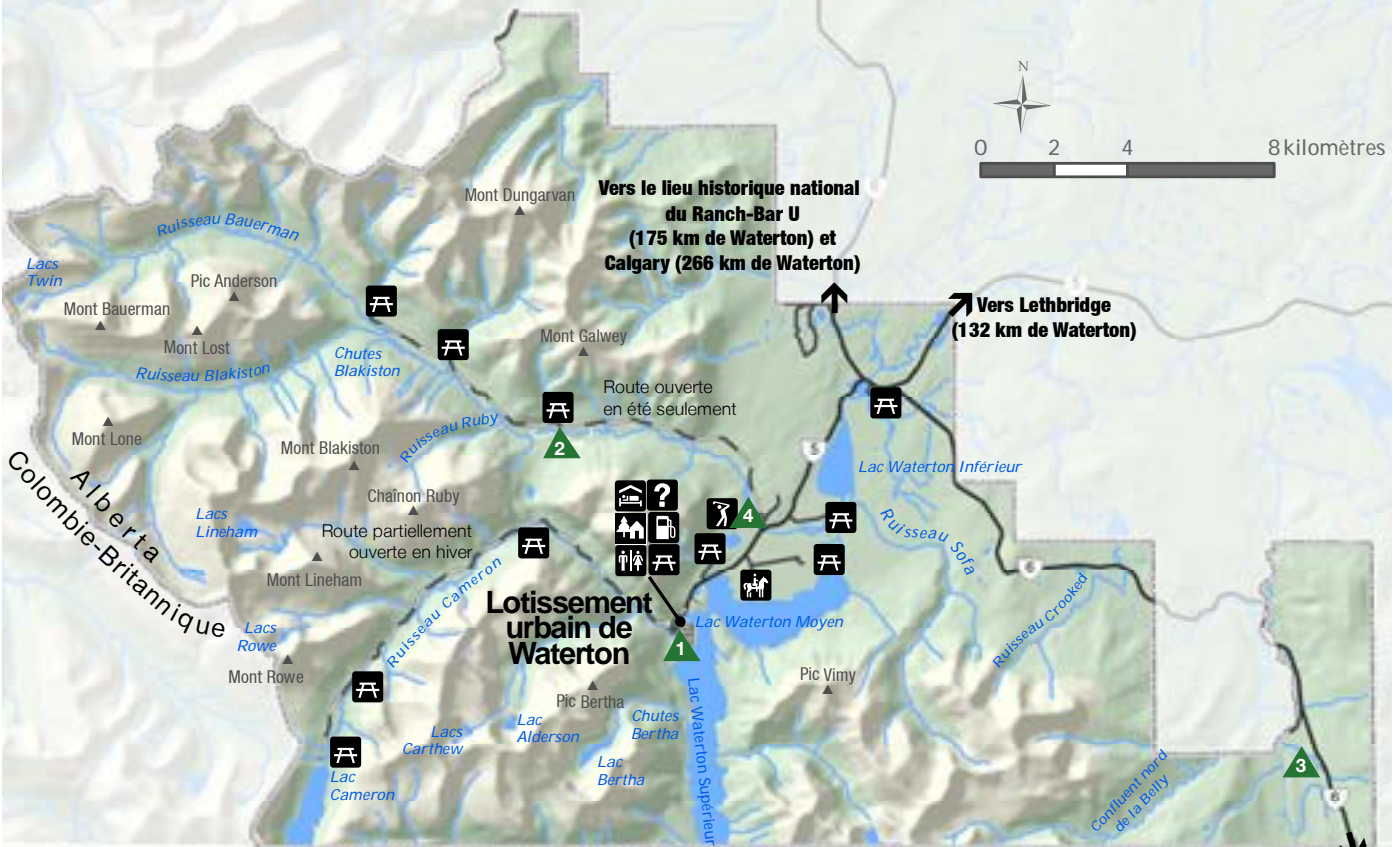 N
0 2 4 8 kilomètres
Vers le lieu historique national
du Ranch-Bar U
(175 km de Waterton) et
Calgary (266 km de Waterton)
Vers Lethbridge
(132 km de Waterton)
Mont Dungarvan
Ruisseau Bauerman
Lacs
Twin
Pic Anderson
Mont Bauerman
Mont Lost
Mont Galwey
Chutes
Blakiston
Ruisseau Blakiston
Route ouverte
en été seulement
Mont Lone
Ruisseau Ruby
2
Mont Blakiston
5
Lac Waterton Inférieur
Alberta
Colombie-Britannique
Chaînon Ruby
Lacs
Lineham
Route partiellement
ouverte en hiver
?
4
Ruisseau Sofa
Mont Lineham
Ruisseau Cameron
6
Ruisseau Crooked
Lotissement
urbain de
Waterton
Lac Waterton Moyen
1
Lacs
Rowe
Mont Rowe
Pic Vimy
Pic Bertha
Lac Waterton Supérieur
Lacs
Carthew
Lac
Alderson
Chutes
Bertha
Lac
Bertha
Lac
Cameron
Confluent nord
de la Belly
3
6